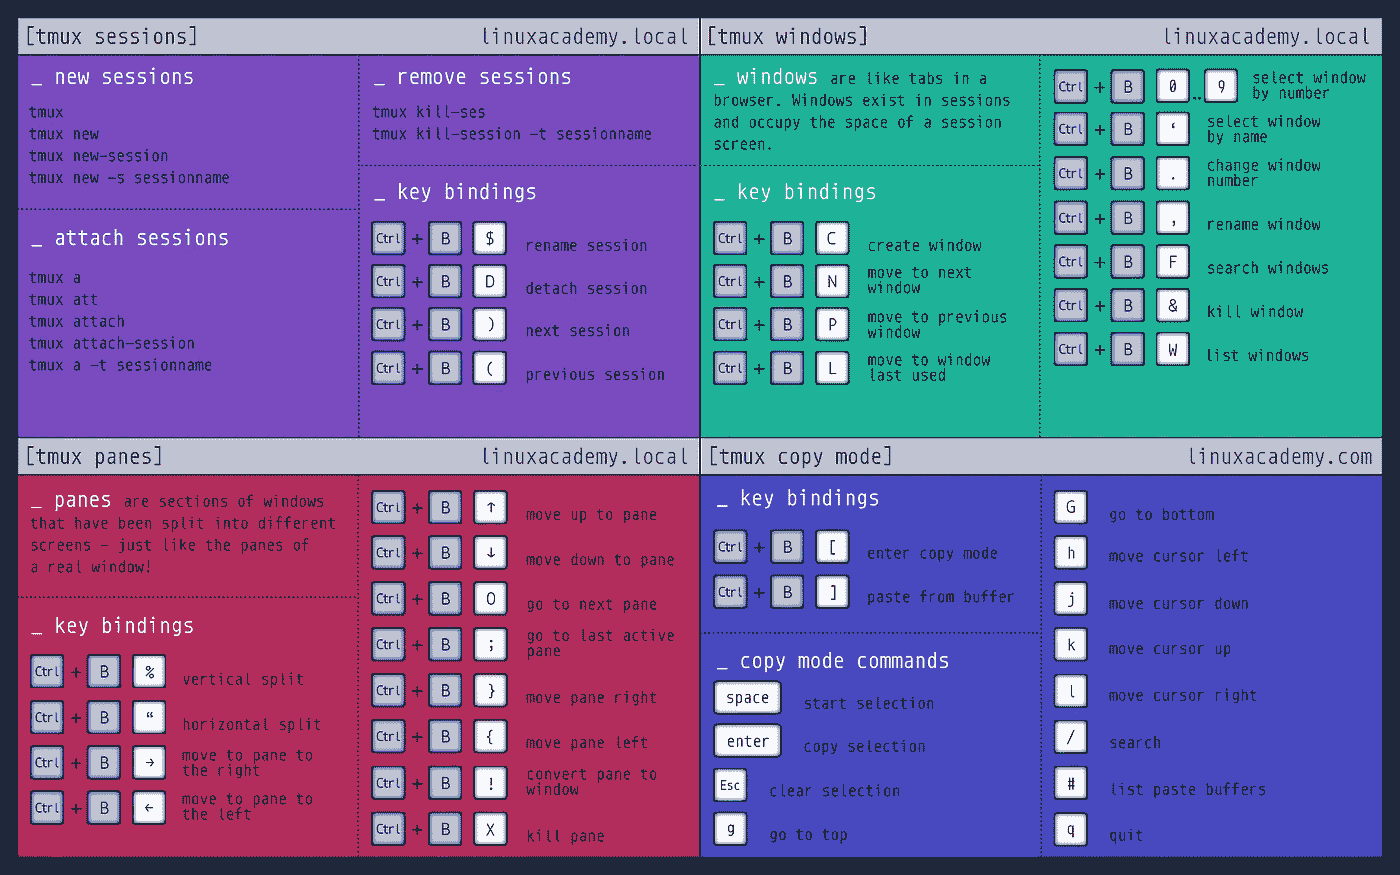 [tmux sessions] linuxacademy.local
_ new sessions
tmux
tmux new
tmux new-session
tmux new -s sessionname
_ attach sessions
tmux a
tmux att
tmux attach
tmux attach-session
tmux a -t sessionname
_ remove sessions
tmux kill-ses
tmux kill-session -t sessionname
_ key bindings
Ctrl + B $ rename session
Ctrl + B D detach session
Ctrl + B ) next session
Ctrl + B ( previous session
[tmux windows] linuxacademy.local
_ windows are like tabs in a
browser. Windows exist in sessions
and occupy the space of a session
screen.
_ key bindings
Ctrl + B C create window
Ctrl + B N move to next
window
Ctrl + B P move to previous
window
Ctrl + B L move to window
last used
Ctrl + B 0 .. 9 select window
by number
Ctrl + B ‘ select window
by name
Ctrl + B . change window
number
Ctrl + B , rename window
Ctrl + B F search windows
Ctrl + B & kill window
Ctrl + B W list windows
[tmux panes] linuxacademy.local
_ panes are sections of windows
that have been split into different
screens – just like the panes of
a real window!
_ key bindings
Ctrl + B % vertical split
Ctrl + B “ horizontal split
Ctrl + B → move to pane to
the right
Ctrl + B ← move to pane to
the left
Ctrl + B ↑ move up to pane
Ctrl + B ↓ move down to pane
Ctrl + B O go to next pane
Ctrl + B ; go to last active
pane
Ctrl + B } move pane right
Ctrl + B { move pane left
Ctrl + B ! convert pane to
window
Ctrl + B X kill pane
[tmux copy mode] linuxacademy.com
_ key bindings
Ctrl + B [ enter copy mode
Ctrl + B ] paste from buffer
_ copy mode commands
space start selection
enter copy selection
Esc clear selection
g go to top
G go to bottom
h move cursor left
j move cursor down
k move cursor up
l move cursor right
/ search
# list paste buffers
q quit